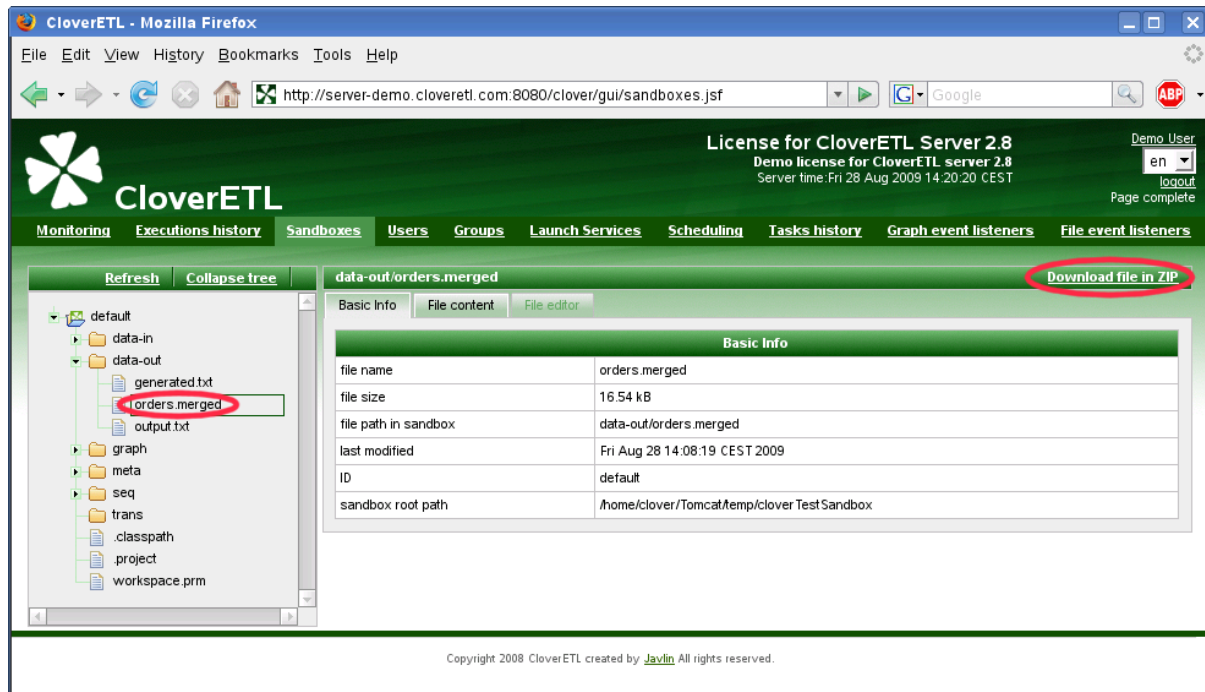 CloverETL - Mozilla Firefox
File Edit View History Bookmarks Tools Help
http://server-demo.cloveretl.com:8080/clover/gui/sandboxes.jsf
G
Google
ABP
CloverETL
License for CloverETL Server 2.8
Demo license for CloverETL server 2.8
Server time:Fri 28 Aug 2009 14:20:20 CEST
Demo User
en
logout
Page complete
Monitoring Executions history Sandboxes Users Groups Launch Services Scheduling Tasks history Graph event listeners File event listeners
Refresh Collapse tree
default
data-in
data-out
generated.txt
orders.merged
output.txt
graph
meta
seq
trans
.classpath
.project
workspace.prm
data-out/orders.merged
Download file in ZIP
Basic Info File content File editor
Basic Info
file name orders.merged
file size 16.54 kB
file path in sandbox data-out/orders.merged
last modified Fri Aug 28 14:08:19 CEST 2009
ID default
sandbox root path /home/clover/Tomcat/temp/cloverTestSandbox
Copyright 2008 CloverETL created by Javlin All rights reserved.